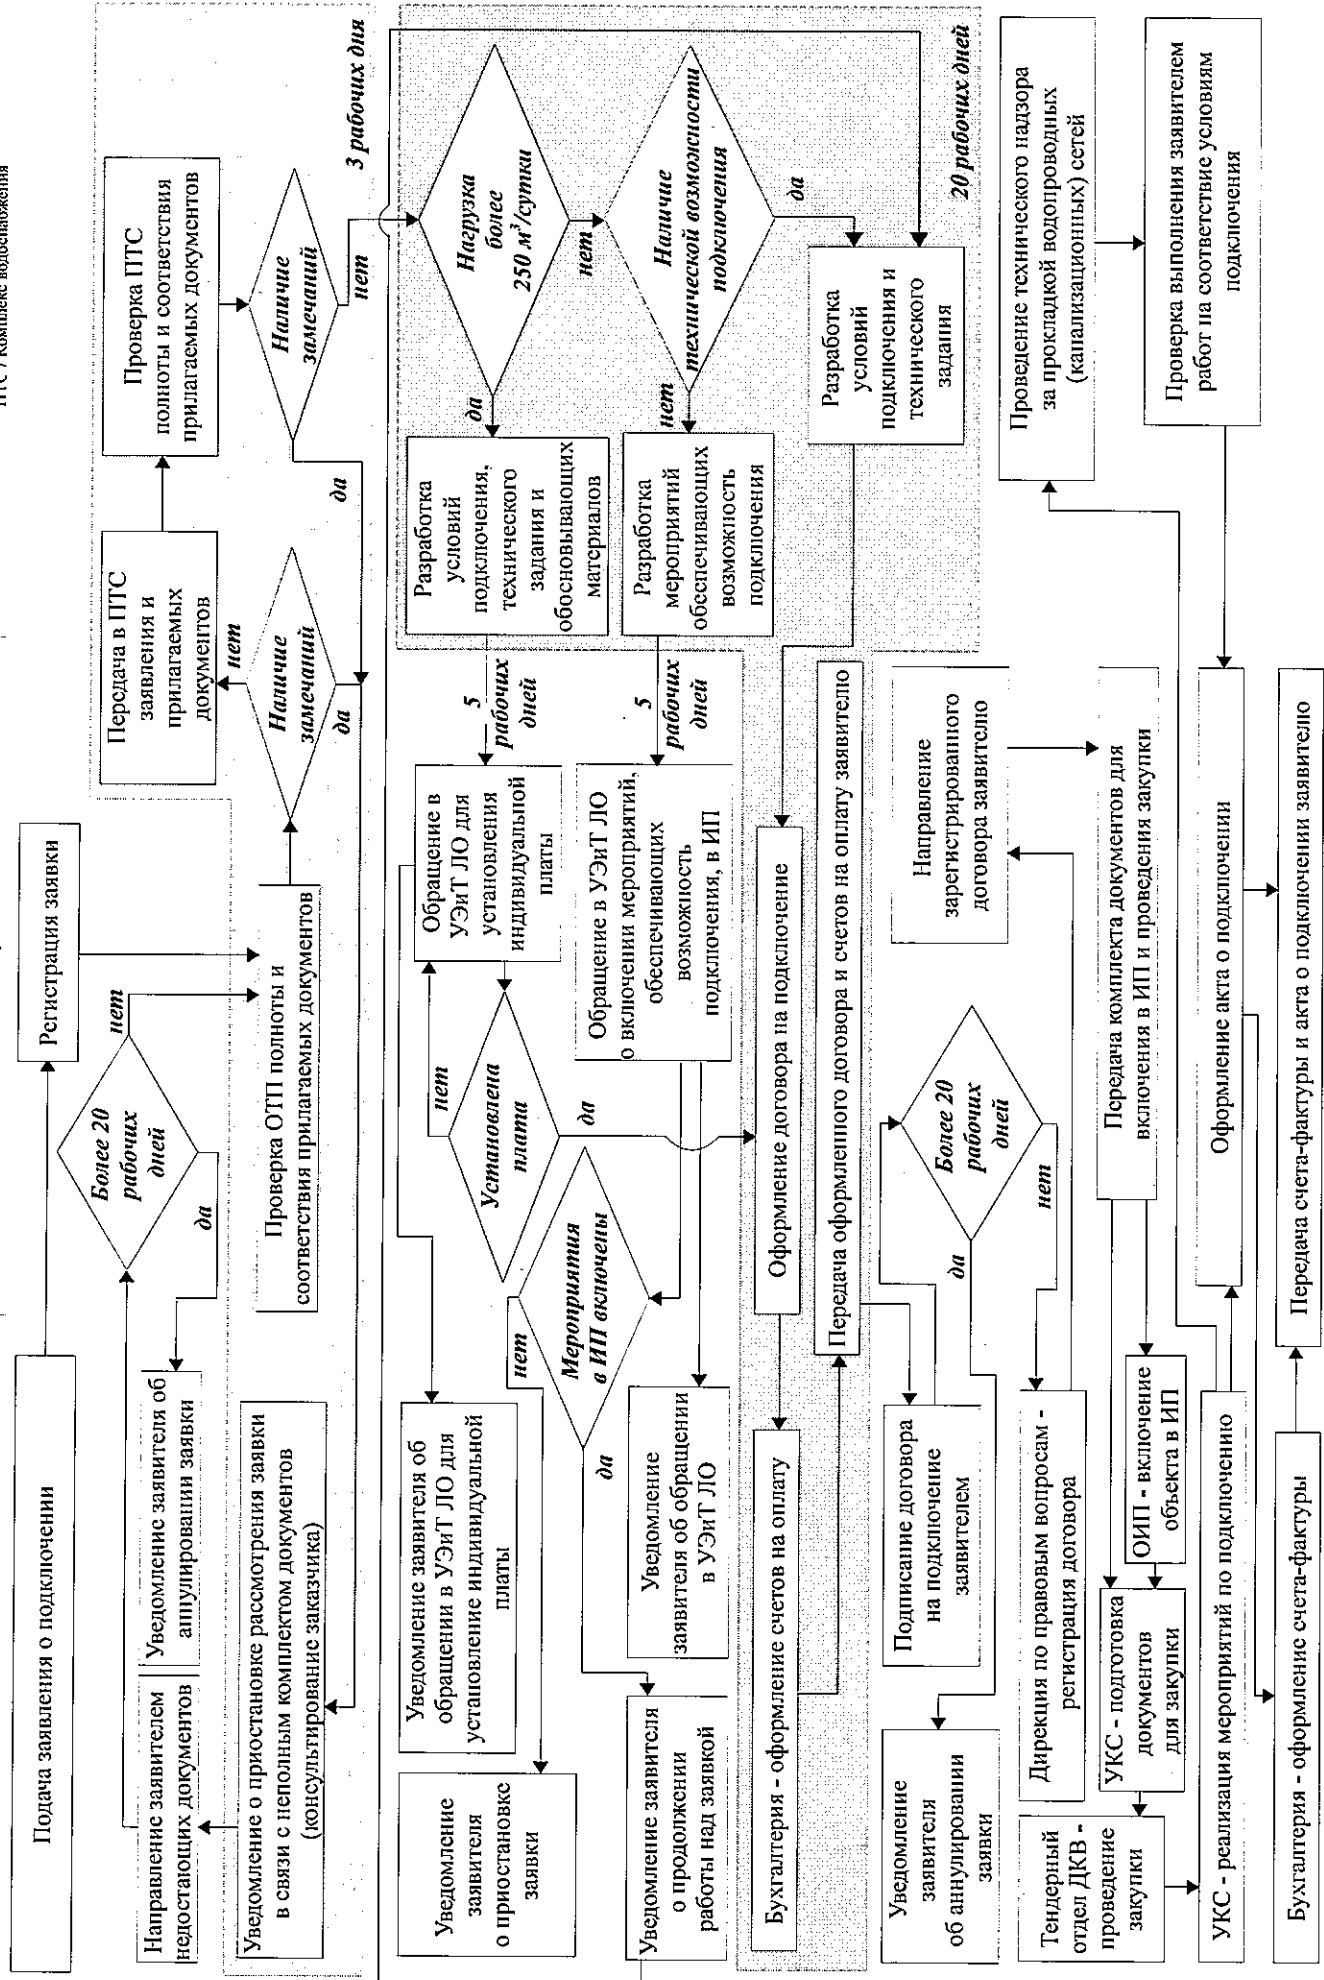 ПТС / Комплекс водоснабжения
Подача заявления о подключении
Регистрация заявки
Более 20
рабочих
дней
нет
да
Направление заявителем
недостающих документов
Уведомление заявителя об
аннулировании заявки
Уведомление о приостановке рассмотрения заявки
в связи с неполным комплектом документов
(консультирование заказчика)
Проверка ОТП полноты и
соответствия прилагаемых документов
Наличие
замечаний
нет
да
Передача в ПТС
заявления и
прилагаемых
документов
Проверка ПТС
полноты и соответствия
прилагаемых документов
Наличие
замечаний
да
нет
3 рабочих дня
Нагрузка
более
250 м³/сутки
да
нет
Разработка
условий
подключения,
технического
задания и
обосновывающих
материалов
Наличие
технической возможности
подключения
нет
да
Разработка
мероприятий
обеспечивающих
возможность
подключения
Разработка
условий
подключения и
технического
задания
20 рабочих дней
5
рабочих
дней
5
рабочих
дней
Обращение в
УЭиТ ЛО для
установления
индивидуальной
платы
Обращение в УЭиТ ЛО
о включении мероприятий,
обеспечивающих
возможность
подключения, в ИП
Установлена
плата
нет
да
Мероприятия
в ИП включены
нет
да
Уведомление заявителя об
обращении в УЭиТ ЛО для
установление индивидуальной
платы
Уведомление
заявителя
о приостановке
заявки
Уведомление
заявителя об обращении
в УЭиТ ЛО
Уведомление заявителя
о продолжении
работы над заявкой
Оформление договора на подключение
Бухгалтерия - оформление счетов на оплату
Передача оформленного договора и счетов на оплату заявителю
Подписание договора
на подключение
заявителем
Более 20
рабочих
дней
да
нет
Уведомление
заявителя
об аннулировании
заявки
Дирекция по правовым вопросам -
регистрация договора
Направление
зарегистрированного
договора заявителю
Передача комплекта документов для
включения в ИП и проведения закупки
ОИП - включение
объекта в ИП
УКС - подготовка
документов
для закупки
Тендерный
отдел ДКВ -
проведение
закупки
УКС - реализация мероприятий по подключению
Проведение технического надзора
за прокладкой водопроводных
(канализационных) сетей
Проверка выполнения заявителем
работ на соответствие условиям
подключения
Оформление акта о подключении
Бухгалтерия - оформление счета-фактуры
Передача счета-фактуры и акта о подключении заявителю